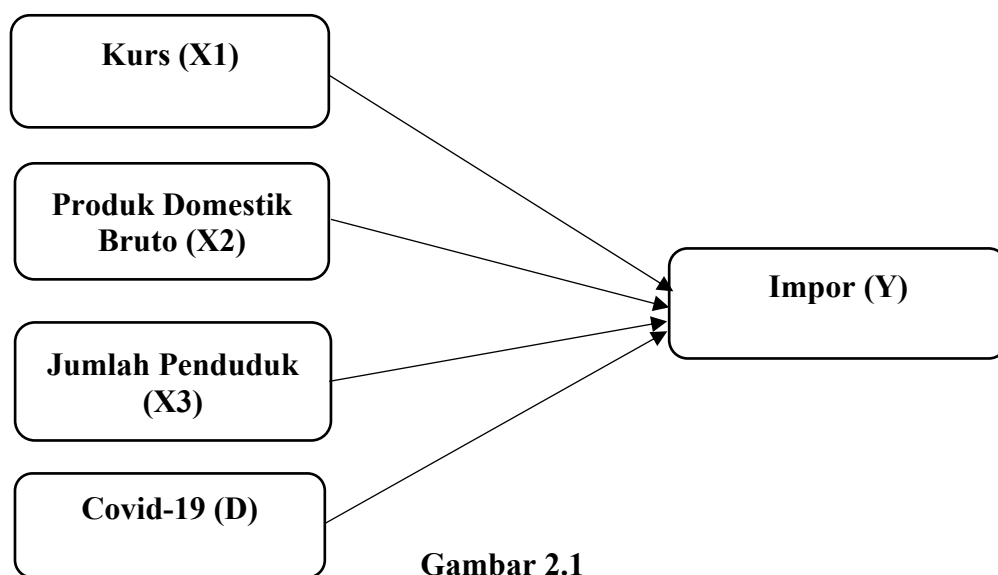 Kurs (X1)
Produk Domestik
Bruto (X2)
Jumlah Penduduk
(X3)
Covid-19 (D)
Impor (Y)
Gambar 2.1